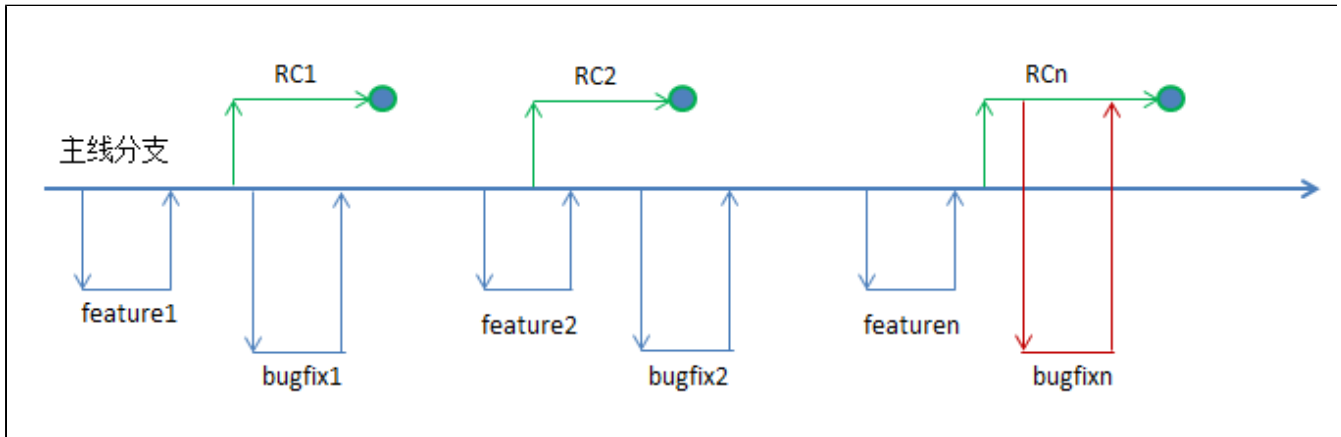 RC1
RC2
RCn
主线分支
feature1
feature2
featuren
bugfix1
bugfix2
bugfixn